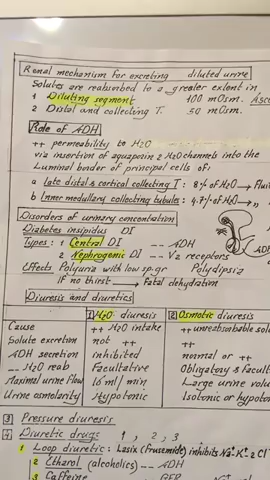 Renal mechanism for excreting diluted urine
Solutes are reabsorbed to a greater extent in
1 Diluting segment 100 mOsm. Asce
2 Distal and collecting T. 50 mOsm.
Role of ADH
++ permeability to H2O
via insertion of aquaporin 2 H2O channels into the
Luminal border of principal cells of:
a Late distal & cortical collecting T : 8% of H2O → Flui
b Inner medullary collecting tubules : 4.7% of H2O → ,,
Disorders of urinary concentration
Diabetes insipidus DI
Types : 1 Central DI -- ADH
2 Nephrogenic DI -- V2 receptors
Effects Polyuria with low sp.gr Polydipsia
if no thirst → Fatal dehydration
AD
Diuresis and diuretics
1 H2O diuresis 2 Osmotic diuresis
Cause ++ H2O intake ++ unreabsorbable solu
Solute excretion not ++ ++
ADH secretion inhibited normal or ++
-- H2O reab Facultative Obligatory & Facult
Maximal urine flow 16 ml/min Large urine volu
Urine osmolarity Hypotonic Isotonic or hypoton
3 Pressure diuresis
4 Diuretic drugs 1, 2, 3
1 Loop diuretic : Lasix (frusemide) inhibits Na+ K+ 2 Cl
2 Ethanol (alcoholics) -- ADH
3 Caffeine GFR